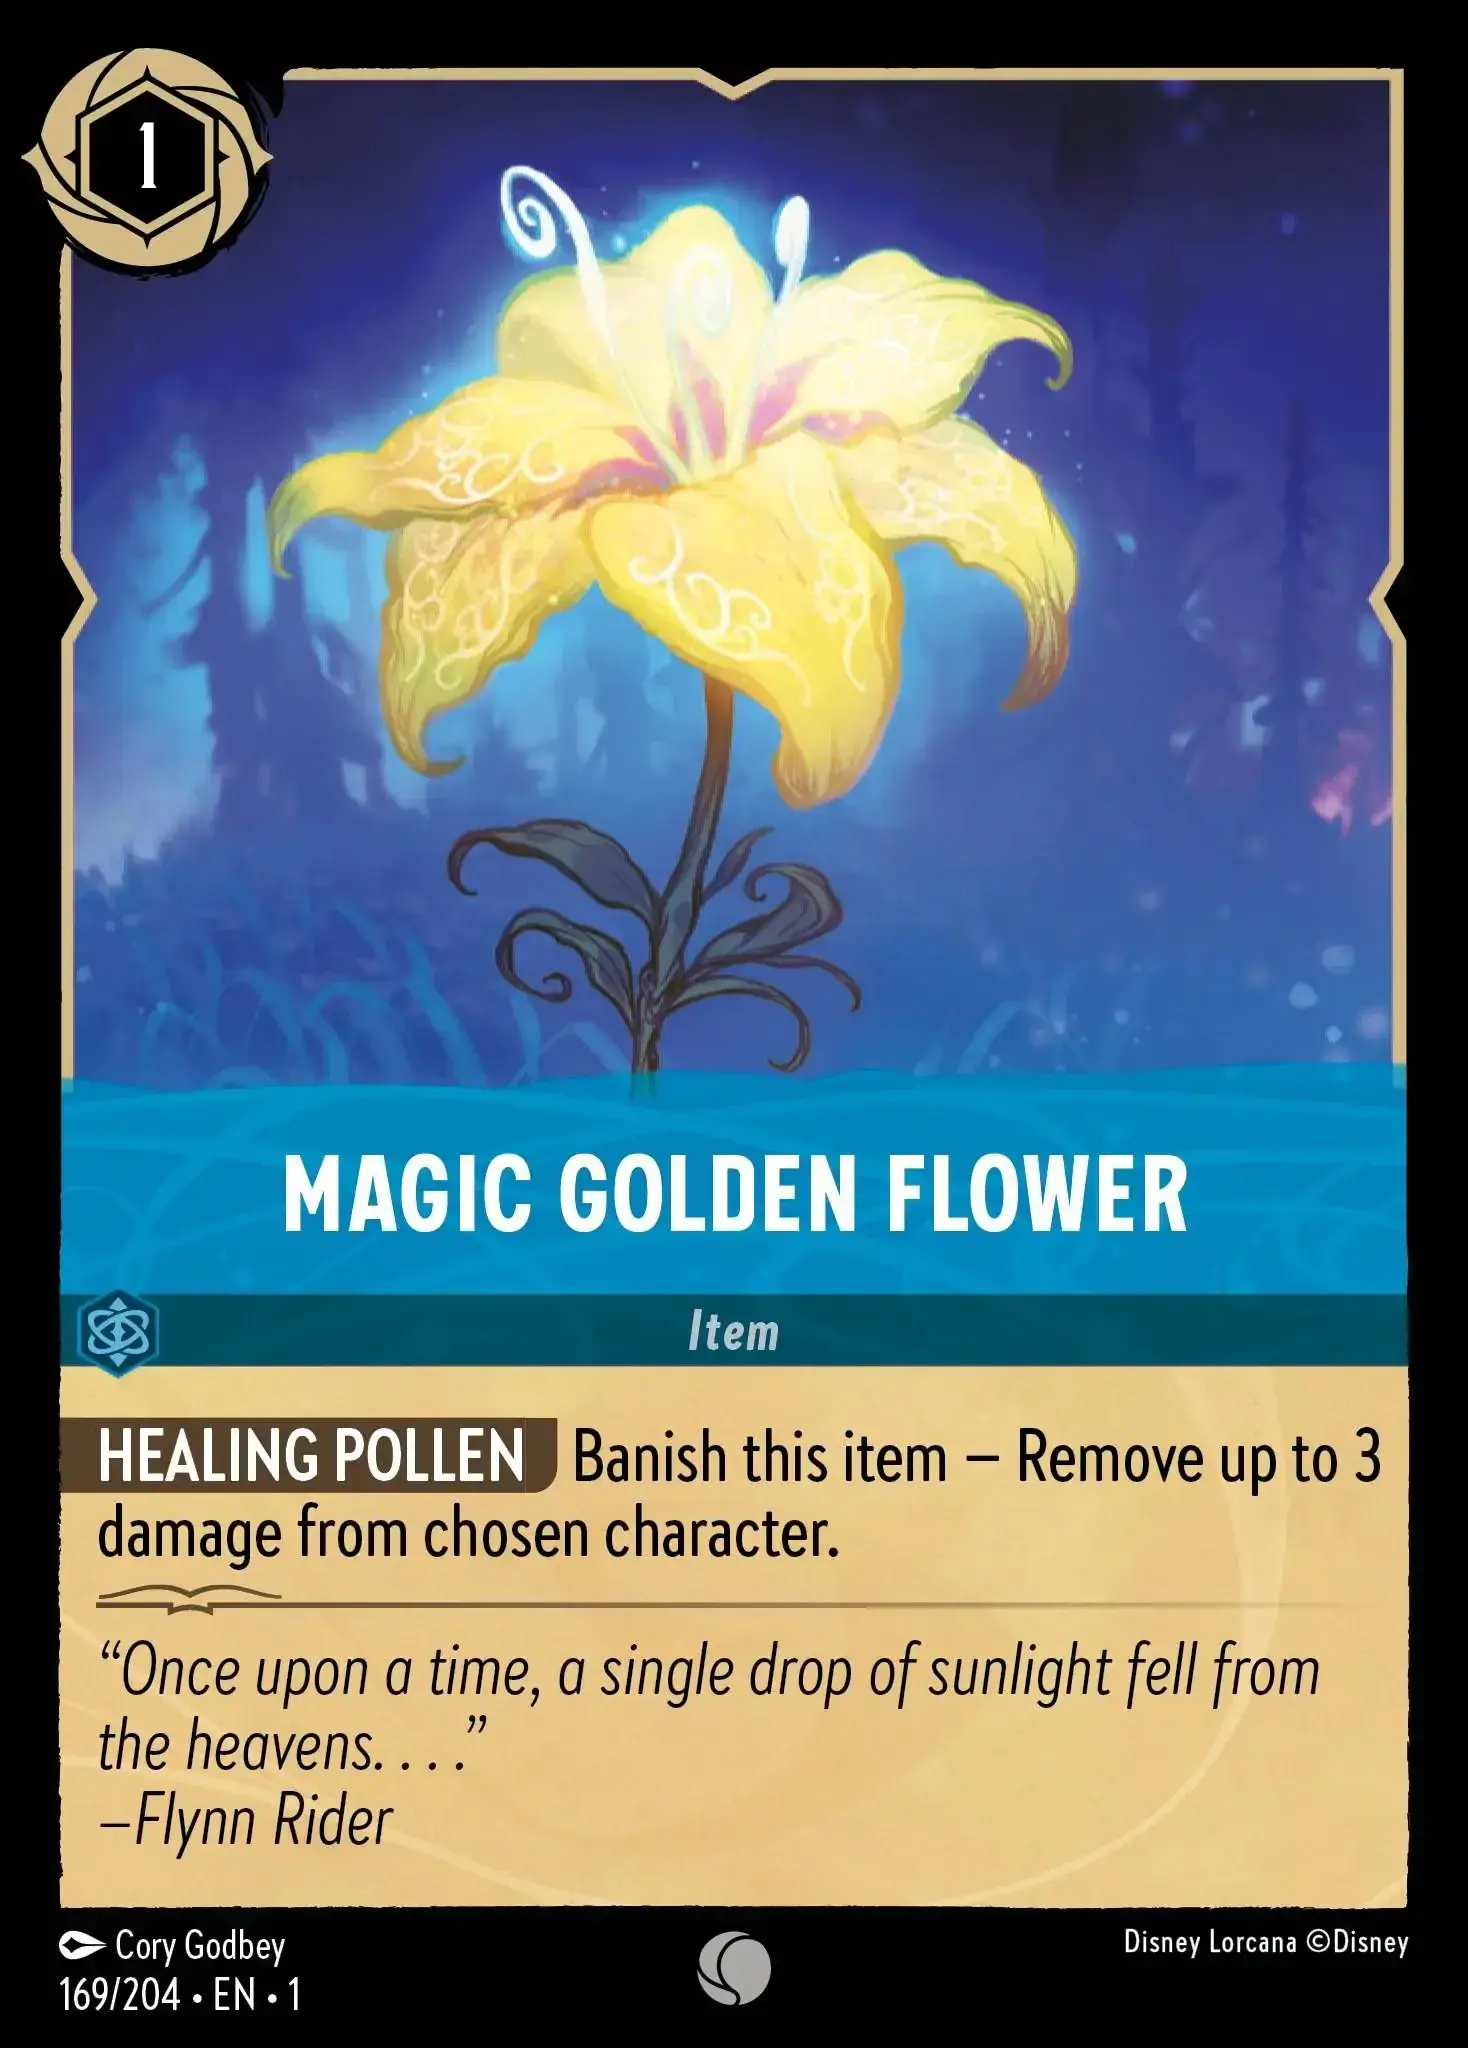 1
MAGIC GOLDEN FLOWER
Item
HEALING POLLEN Banish this item – Remove up to 3
damage from chosen character.
“Once upon a time, a single drop of sunlight fell from
the heavens. . . .”
–Flynn Rider
Cory Godbey
Disney Lorcana ©Disney
169/204 • EN • 1